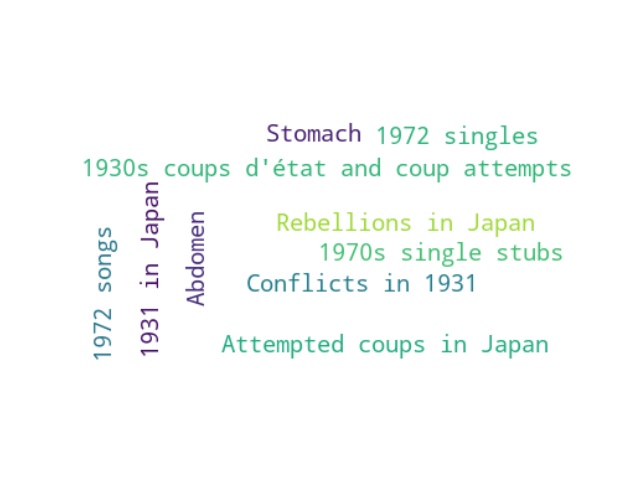 Stomach
1972 singles
1930s coups d'état and coup attempts
Rebellions in Japan
1970s single stubs
Conflicts in 1931
Attempted coups in Japan
1972 songs
1931 in Japan
Abdomen